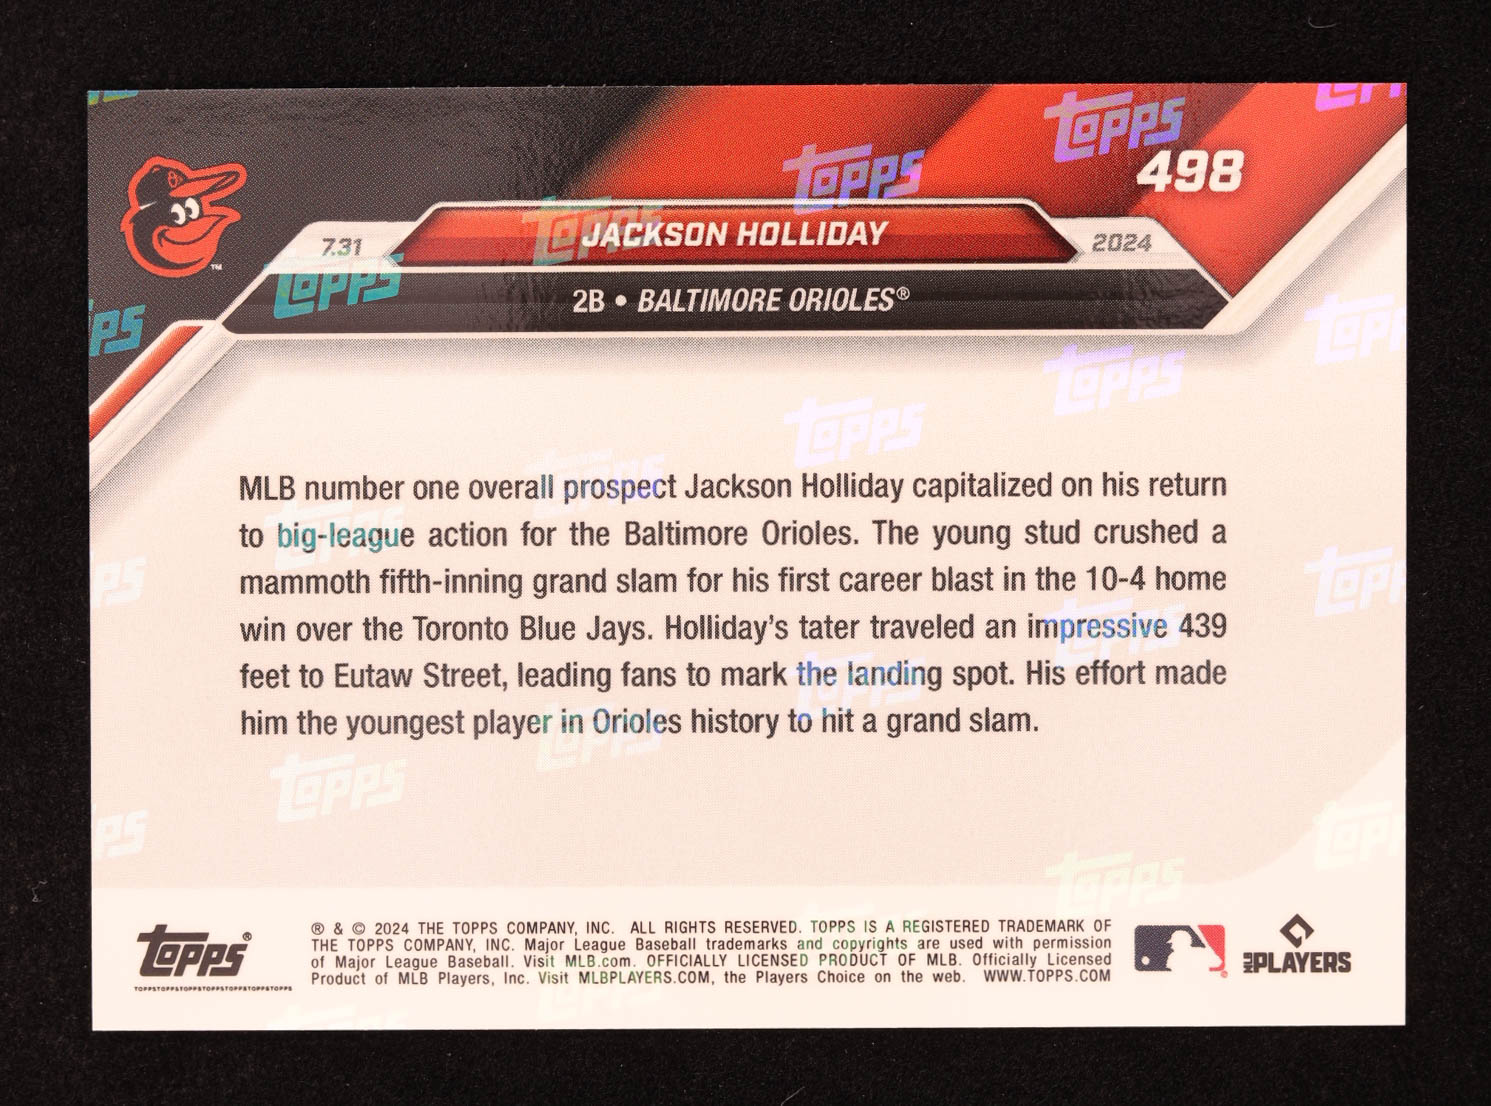 498
7.31 JACKSON HOLLIDAY 2024
2B • BALTIMORE ORIOLES®
MLB number one overall prospect Jackson Holliday capitalized on his return
to big-league action for the Baltimore Orioles. The young stud crushed a
mammoth fifth-inning grand slam for his first career blast in the 10-4 home
win over the Toronto Blue Jays. Holliday's tater traveled an impressive 439
feet to Eutaw Street, leading fans to mark the landing spot. His effort made
him the youngest player in Orioles history to hit a grand slam.
Topps®
TOPPSTOPPSTOPPSTOPPSTOPPSTOPPSTOPPS
® & © 2024 THE TOPPS COMPANY, INC. ALL RIGHTS RESERVED. TOPPS IS A REGISTERED TRADEMARK OF
THE TOPPS COMPANY, INC. Major League Baseball trademarks and copyrights are used with permission
of Major League Baseball. Visit MLB.com. OFFICIALLY LICENSED PRODUCT OF MLB. Officially Licensed
Product of MLB Players, Inc. Visit MLBPLAYERS.COM, the Players Choice on the web. WWW.TOPPS.COM
MLB PLAYERS